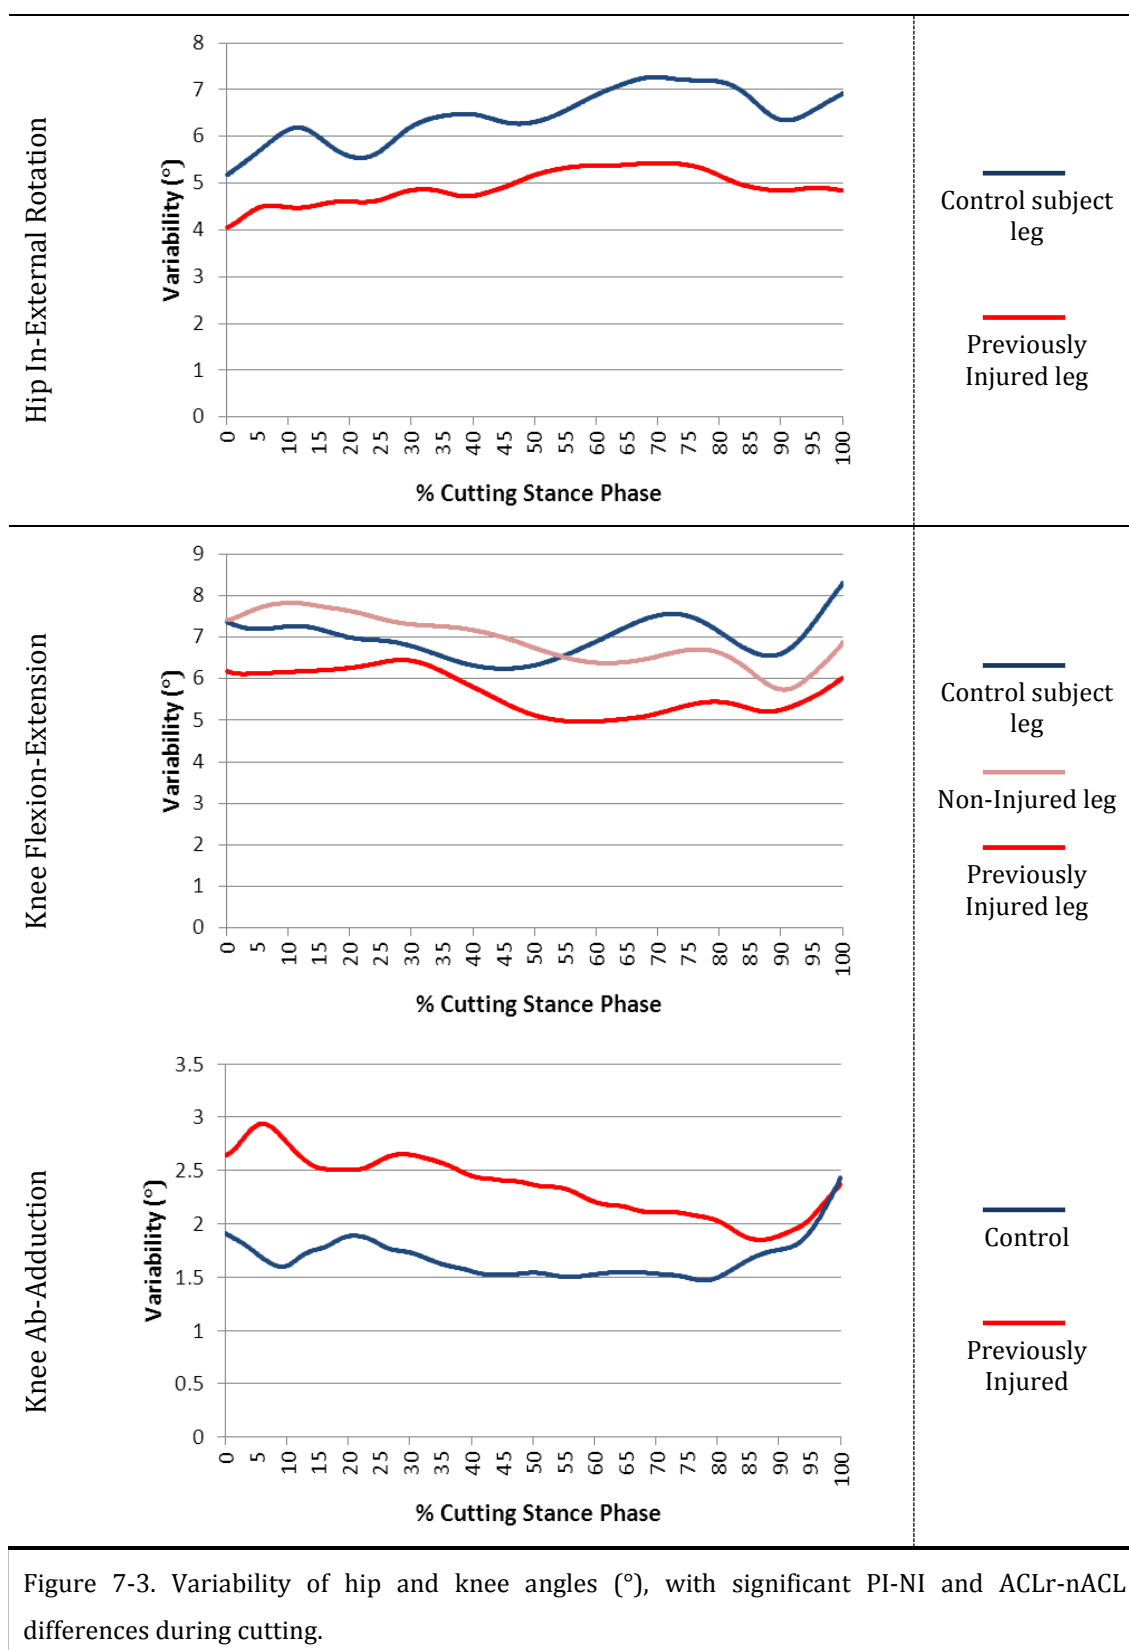 Hip In-External Rotation
Variability (°)
8
7
6
5
4
3
2
1
0
0 5 10 15 20 25 30 35 40 45 50 55 60 65 70 75 80 85 90 95 100
% Cutting Stance Phase
Control subject
leg
Previously
Injured leg
Knee Flexion-Extension
Variability (°)
9
8
7
6
5
4
3
2
1
0
0 5 10 15 20 25 30 35 40 45 50 55 60 65 70 75 80 85 90 95 100
% Cutting Stance Phase
Control subject
leg
Non-Injured leg
Previously
Injured leg
Knee Ab-Adduction
Variability (°)
3.5
3
2.5
2
1.5
1
0.5
0
0 5 10 15 20 25 30 35 40 45 50 55 60 65 70 75 80 85 90 95 100
% Cutting Stance Phase
Control
Previously
Injured
Figure 7-3. Variability of hip and knee angles (°), with significant PI-NI and ACLr-nACL
differences during cutting.